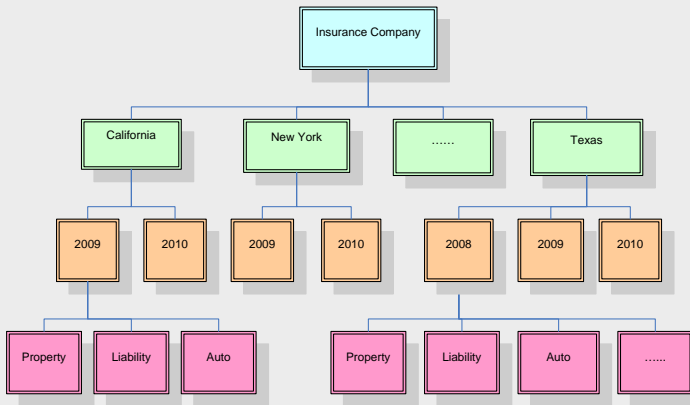 Insurance Company
California
New York
……
Texas
2009
2010
2009
2010
2008
2009
2010
Property
Liability
Auto
Property
Liability
Auto
…...